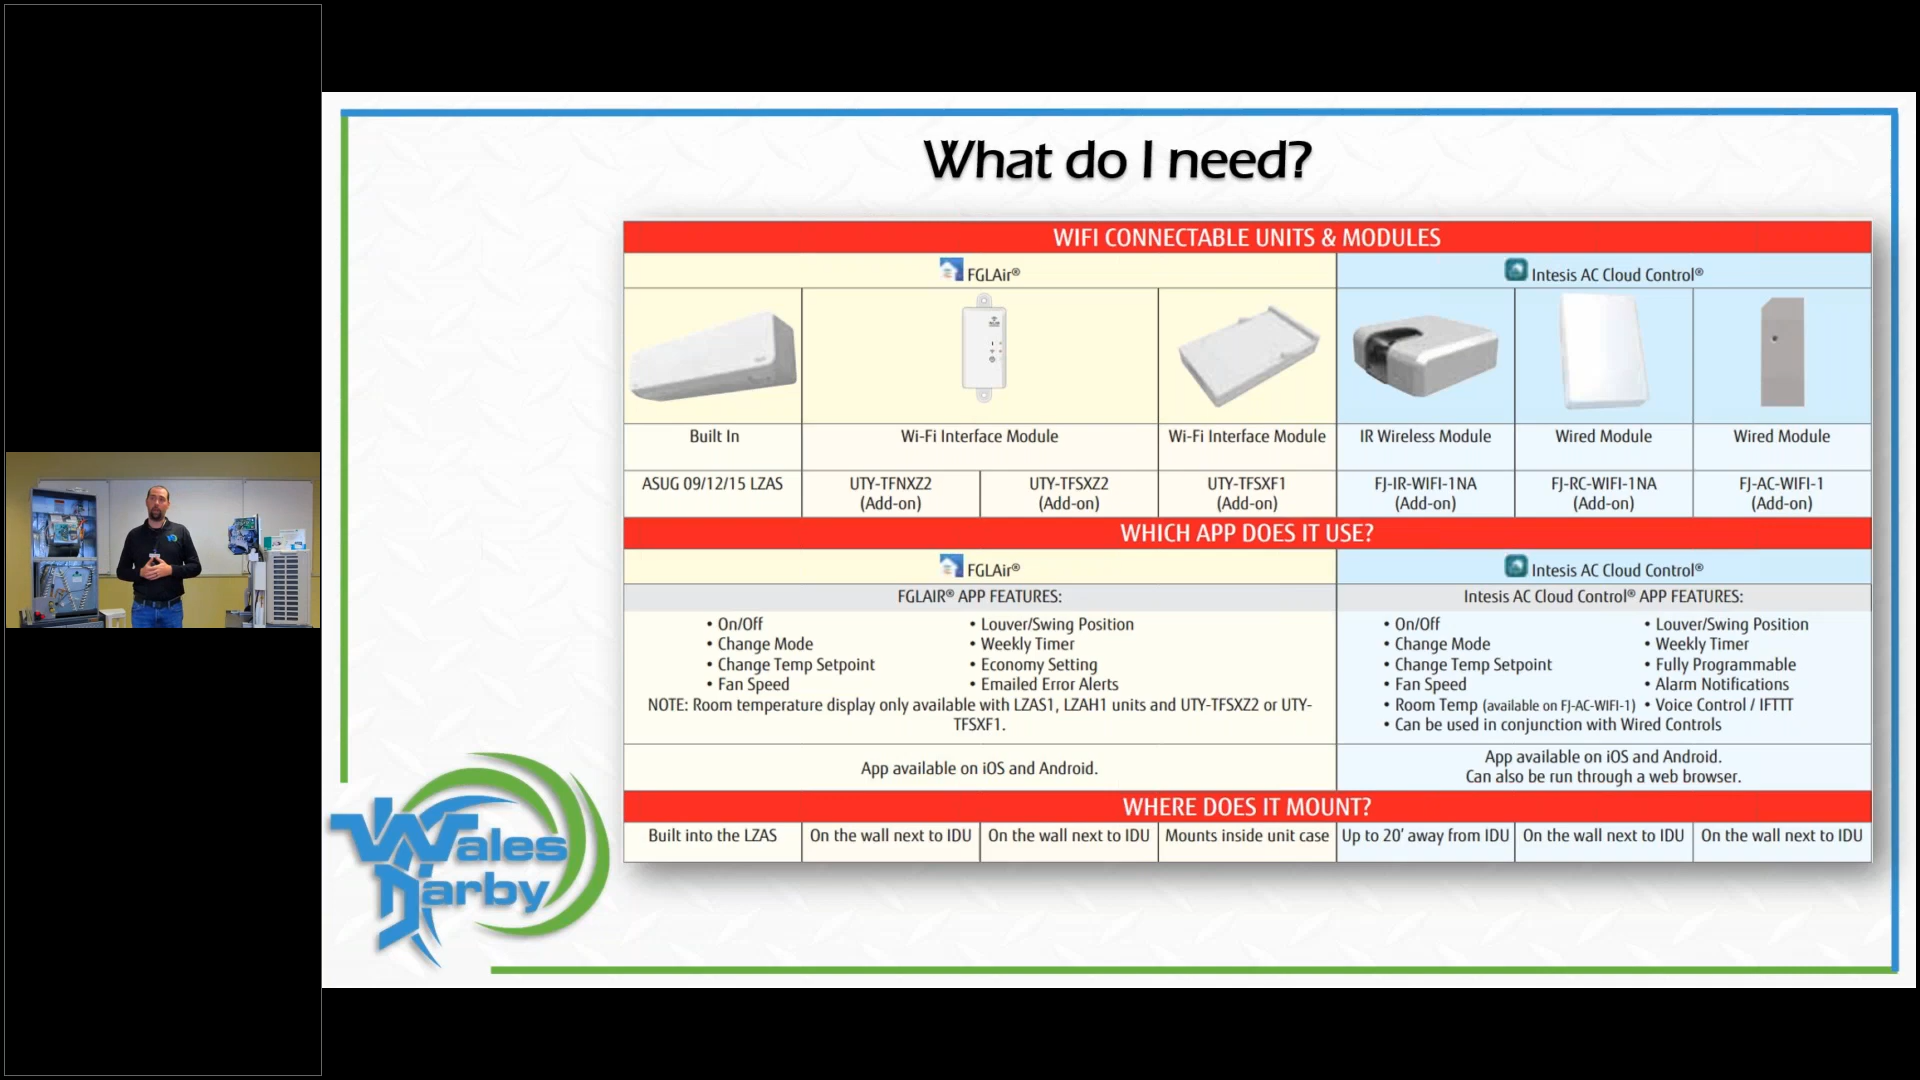 What do I need?
WIFI CONNECTABLE UNITS & MODULES
FGLAir®
Intesis AC Cloud Control®
Built In
Wi-Fi Interface Module
Wi-Fi Interface Module
IR Wireless Module
Wired Module
Wired Module
ASUG 09/12/15 LZAS
UTY-TFNXZ2
(Add-on)
UTY-TFSXZ2
(Add-on)
UTY-TFSXF1
(Add-on)
FJ-IR-WIFI-1NA
(Add-on)
FJ-RC-WIFI-1NA
(Add-on)
FJ-AC-WIFI-1
(Add-on)
WHICH APP DOES IT USE?
FGLAir®
Intesis AC Cloud Control®
FGLAIR® APP FEATURES:
• On/Off
• Change Mode
• Change Temp Setpoint
• Fan Speed
• Louver/Swing Position
• Weekly Timer
• Economy Setting
• Emailed Error Alerts
NOTE: Room temperature display only available with LZAS1, LZAH1 units and UTY-TFSXZ2 or UTY-
TFSXF1.
Intesis AC Cloud Control® APP FEATURES:
• On/Off
• Change Mode
• Change Temp Setpoint
• Fan Speed
• Room Temp (available on FJ-AC-WIFI-1)
• Can be used in conjunction with Wired Controls
• Louver/Swing Position
• Weekly Timer
• Fully Programmable
• Alarm Notifications
• Voice Control / IFTTT
App available on iOS and Android.
App available on iOS and Android.
Can also be run through a web browser.
WHERE DOES IT MOUNT?
Built into the LZAS
On the wall next to IDU
On the wall next to IDU
Mounts inside unit case
Up to 20' away from IDU
On the wall next to IDU
On the wall next to IDU
Wales
Darby